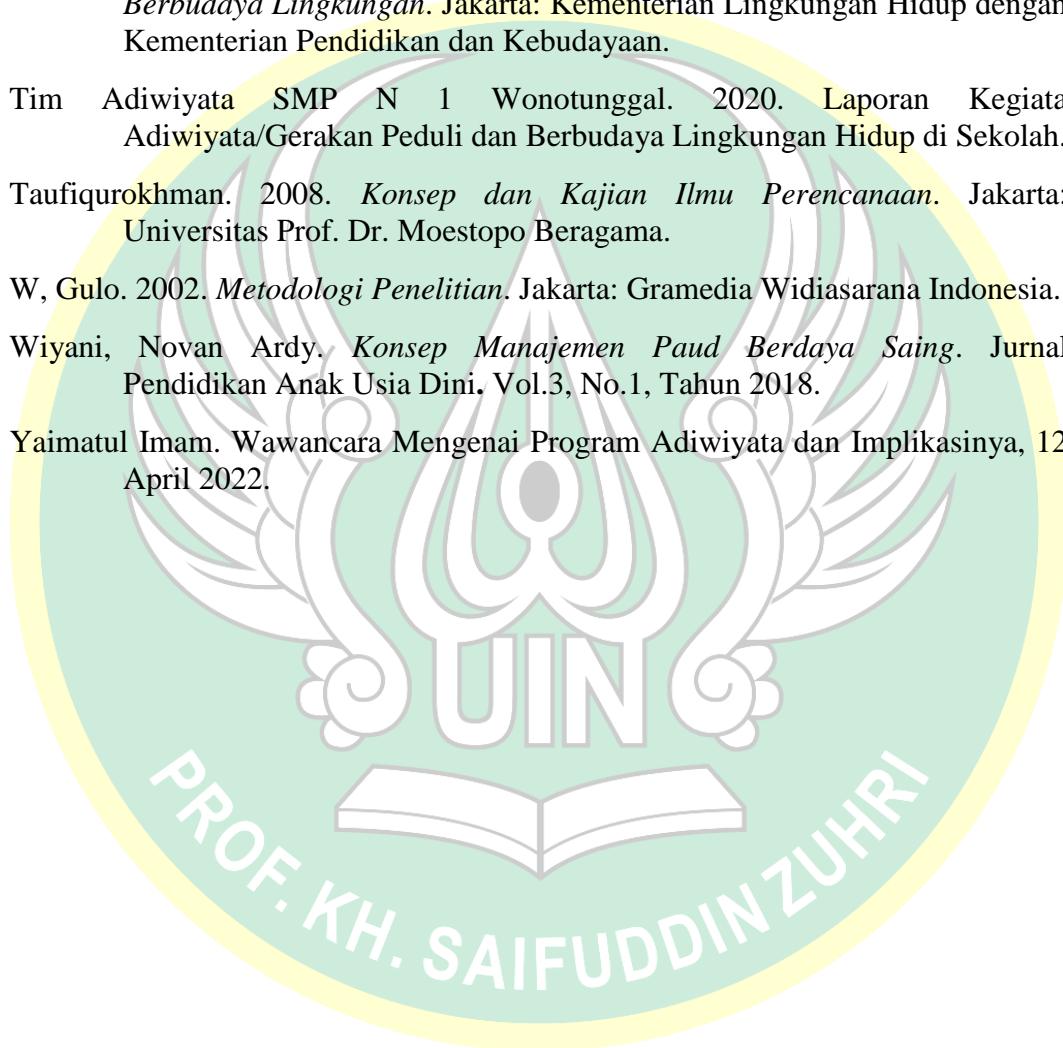 Berbudaya Lingkungan. Jakarta: Kementerian Lingkungan Hidup dengan
Kementerian Pendidikan dan Kebudayaan.
Tim Adiwiyata SMP N 1 Wonotunggal. 2020. Laporan Kegiata
Adiwiyata/Gerakan Peduli dan Berbudaya Lingkungan Hidup di Sekolah.
Taufiqurokhman. 2008. Konsep dan Kajian Ilmu Perencanaan. Jakarta:
Universitas Prof. Dr. Moestopo Beragama.
W, Gulo. 2002. Metodologi Penelitian. Jakarta: Gramedia Widiasarana Indonesia.
Wiyani, Novan Ardy. Konsep Manajemen Paud Berdaya Saing. Jurnal
Pendidikan Anak Usia Dini. Vol.3, No.1, Tahun 2018.
Yaimatul Imam. Wawancara Mengenai Program Adiwiyata dan Implikasinya, 12
April 2022.
UIN
PROF. KH. SAIFUDDIN ZUHRI